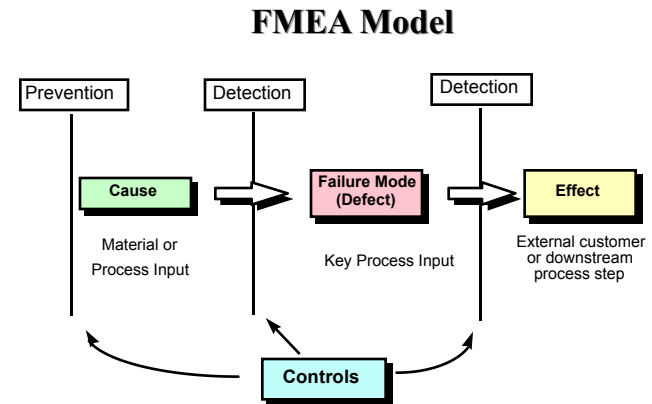 FMEA Model
Prevention
Detection
Detection
Cause
Failure Mode
(Defect)
Effect
Material or
Process Input
Key Process Input
External customer
or downstream
process step
Controls